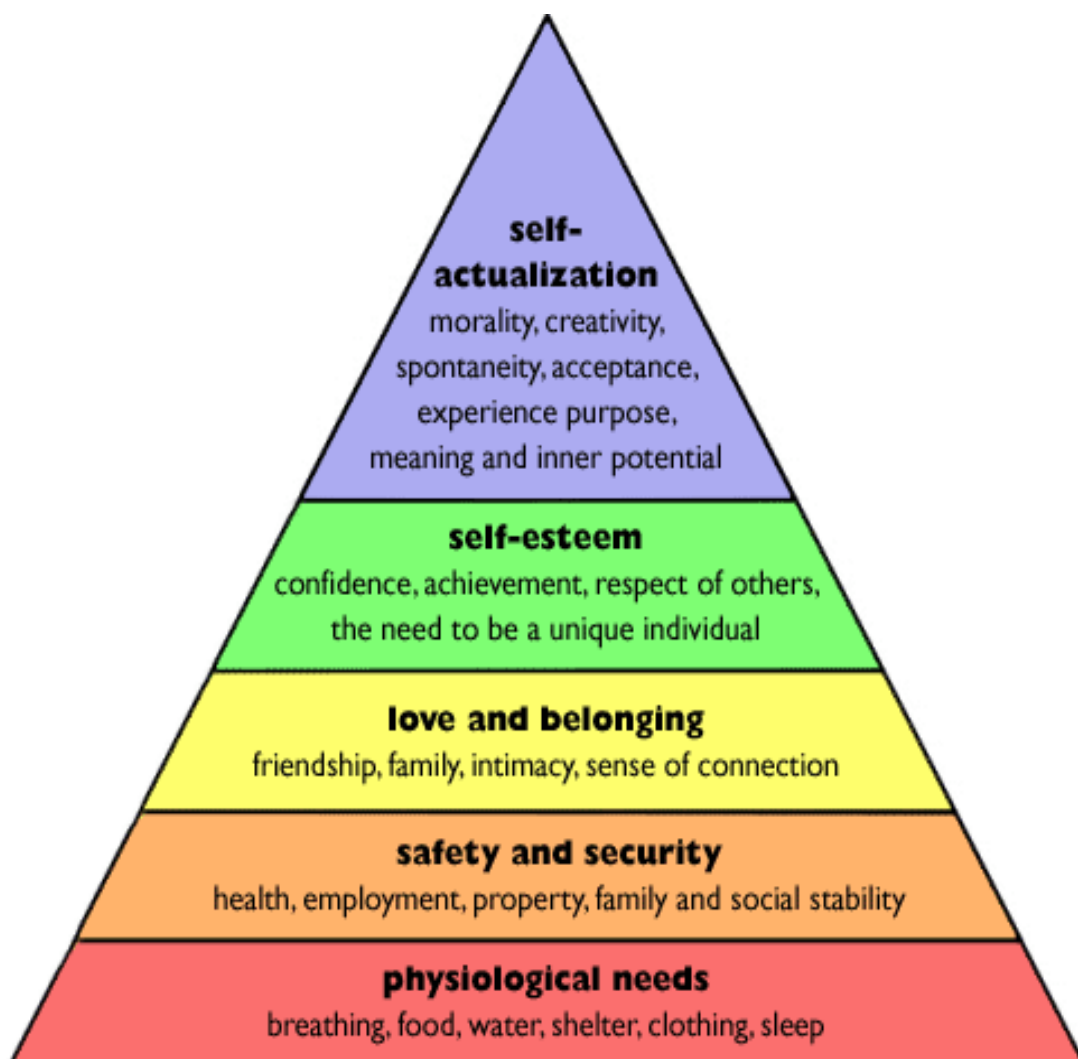 self-
actualization
morality, creativity,
spontaneity, acceptance,
experience purpose,
meaning and inner potential
self-esteem
confidence, achievement, respect of others,
the need to be a unique individual
love and belonging
friendship, family, intimacy, sense of connection
safety and security
health, employment, property, family and social stability
physiological needs
breathing, food, water, shelter, clothing, sleep